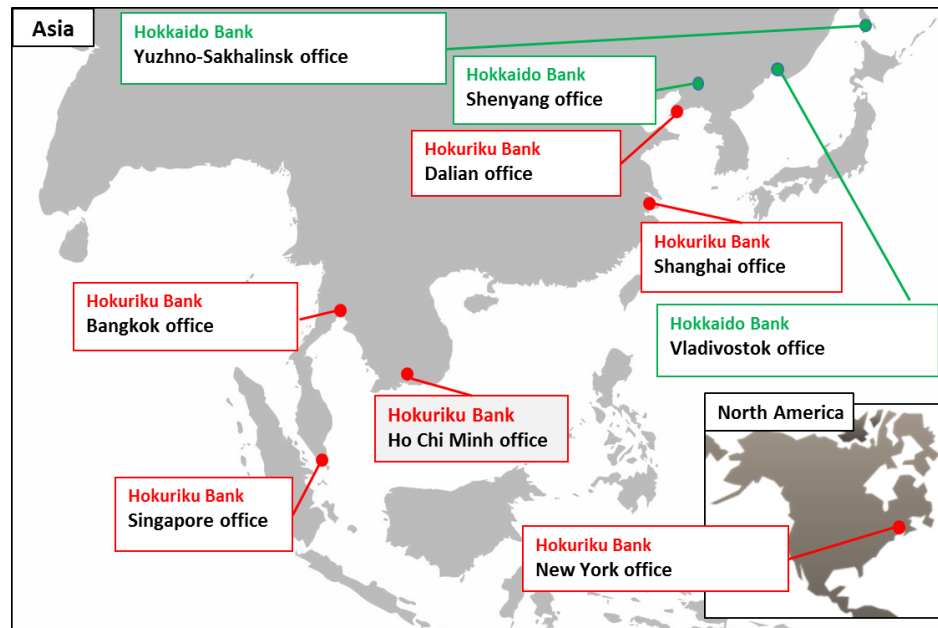 Asia
Hokkaido Bank
Yuzhno-Sakhalinsk office
Hokkaido Bank
Shenyang office
Hokuriku Bank
Dalian office
Hokuriku Bank
Shanghai office
Hokuriku Bank
Bangkok office
Hokkaido Bank
Vladivostok office
Hokuriku Bank
Ho Chi Minh office
North America
Hokuriku Bank
Singapore office
Hokuriku Bank
New York office